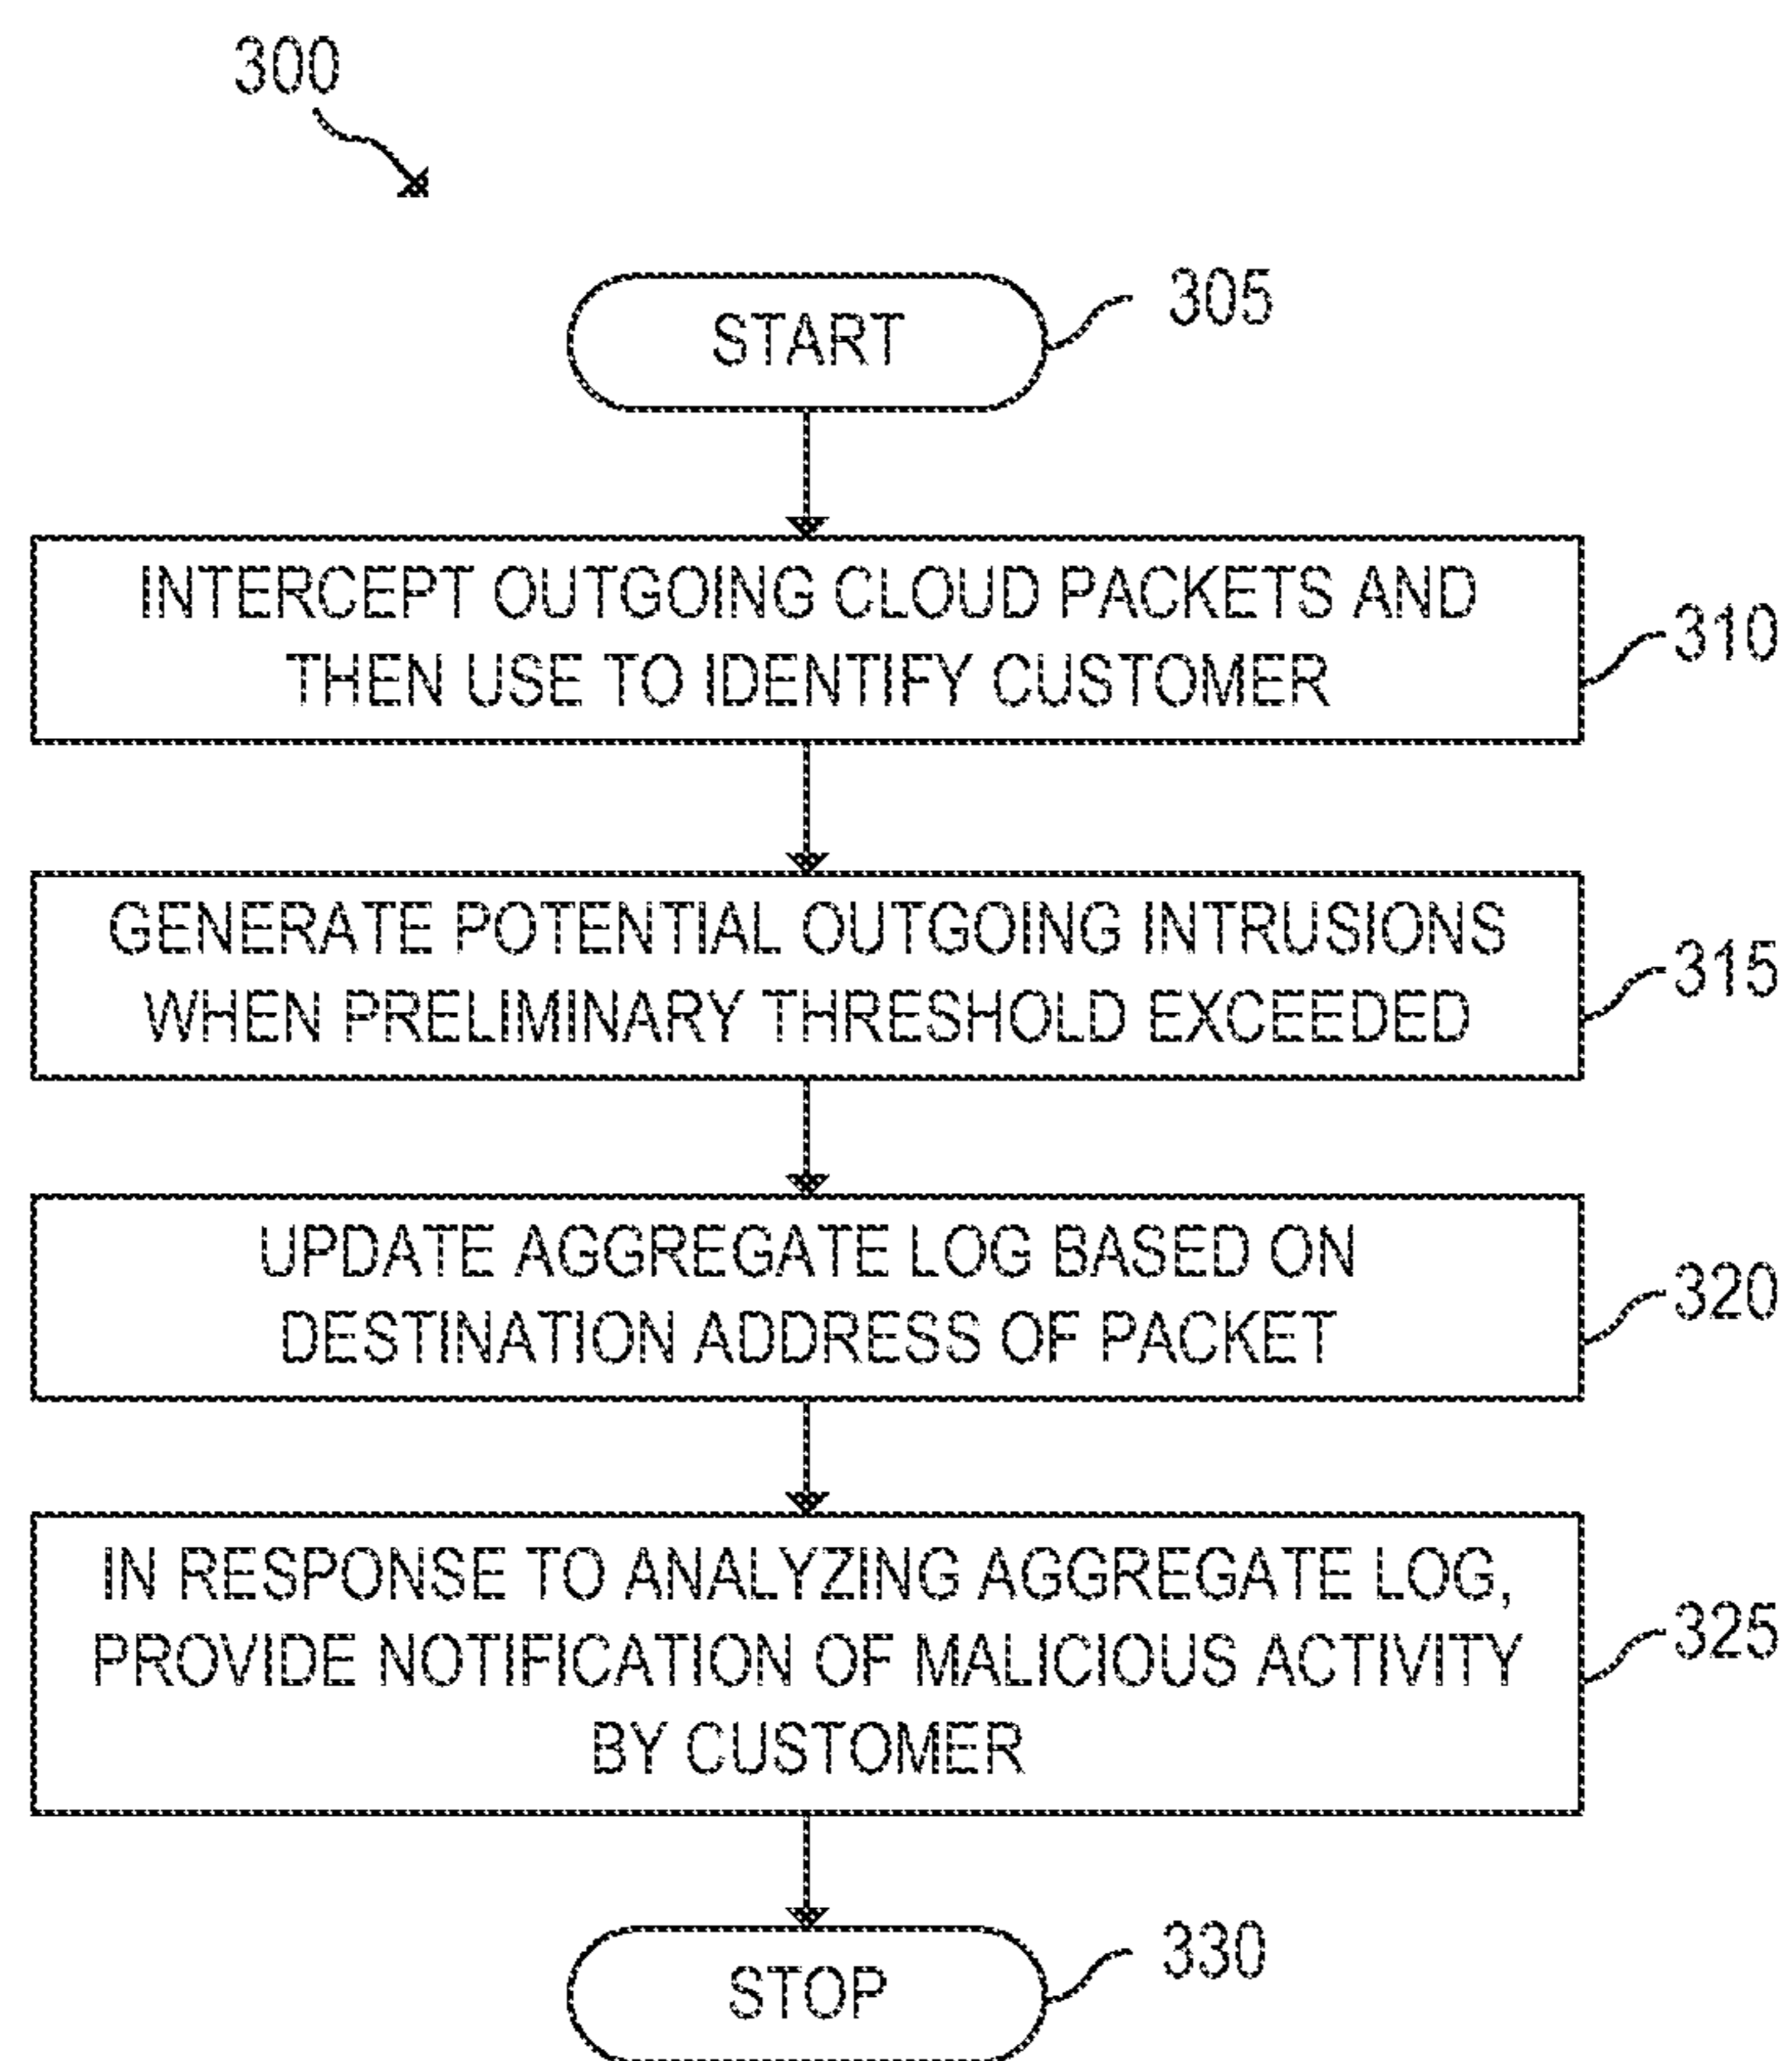 300
START
305
INTERCEPT OUTGOING CLOUD PACKETS AND
THEN USE TO IDENTIFY CUSTOMER
310
GENERATE POTENTIAL OUTGOING INTRUSIONS
WHEN PRELIMINARY THRESHOLD EXCEEDED
315
UPDATE AGGREGATE LOG BASED ON
DESTINATION ADDRESS OF PACKET
320
IN RESPONSE TO ANALYZING AGGREGATE LOG,
PROVIDE NOTIFICATION OF MALICIOUS ACTIVITY
BY CUSTOMER
325
STOP
330